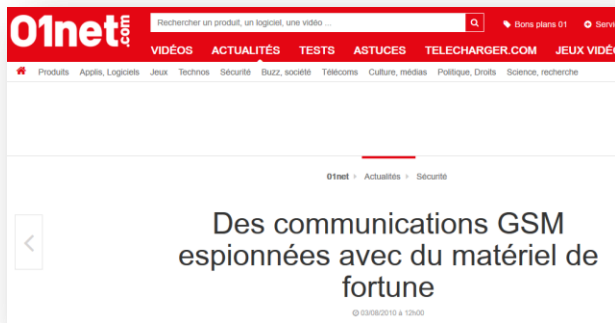 01net.com
Rechercher un produit, un logiciel, une vidéo ...
Bons plans 01
VIDÉOS ACTUALITÉS TESTS ASTUCES TELECHARGER.COM JEUX VIDÉO
Produits Applis, Logiciels Jeux Technos Sécurité Buzz, société Télécoms Culture, médias Politique, Droits Science, recherche
01net Actualités Sécurité
Des communications GSM
espionnées avec du matériel de
fortune
03/08/2010 à 12h00